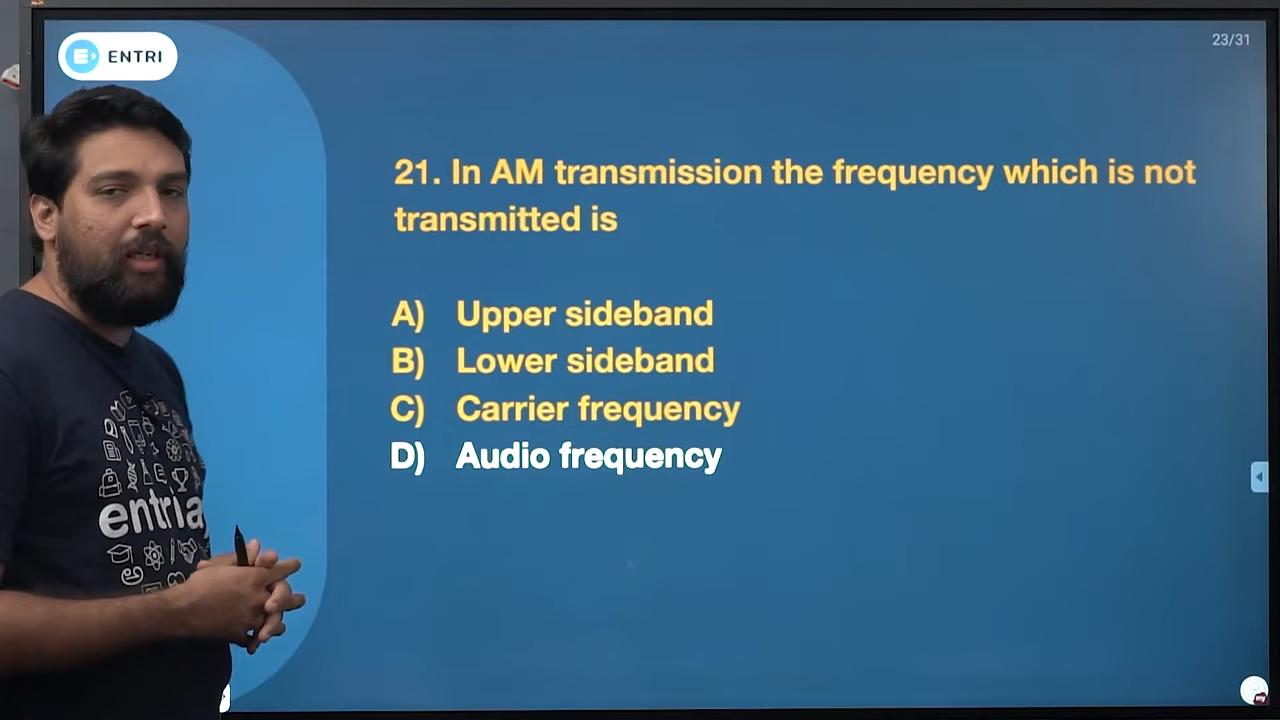 ENTRI
23/31
21. In AM transmission the frequency which is not
transmitted is
A) Upper sideband
B) Lower sideband
C) Carrier frequency
D) Audio frequency
entri